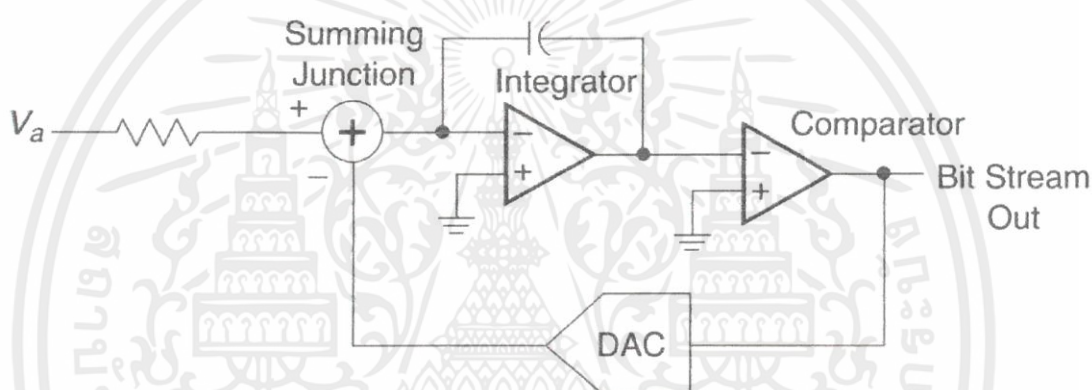 Summing
Junction
Integrator
V_a
+
+
−
−
+
Comparator
−
+
Bit Stream
Out
DAC